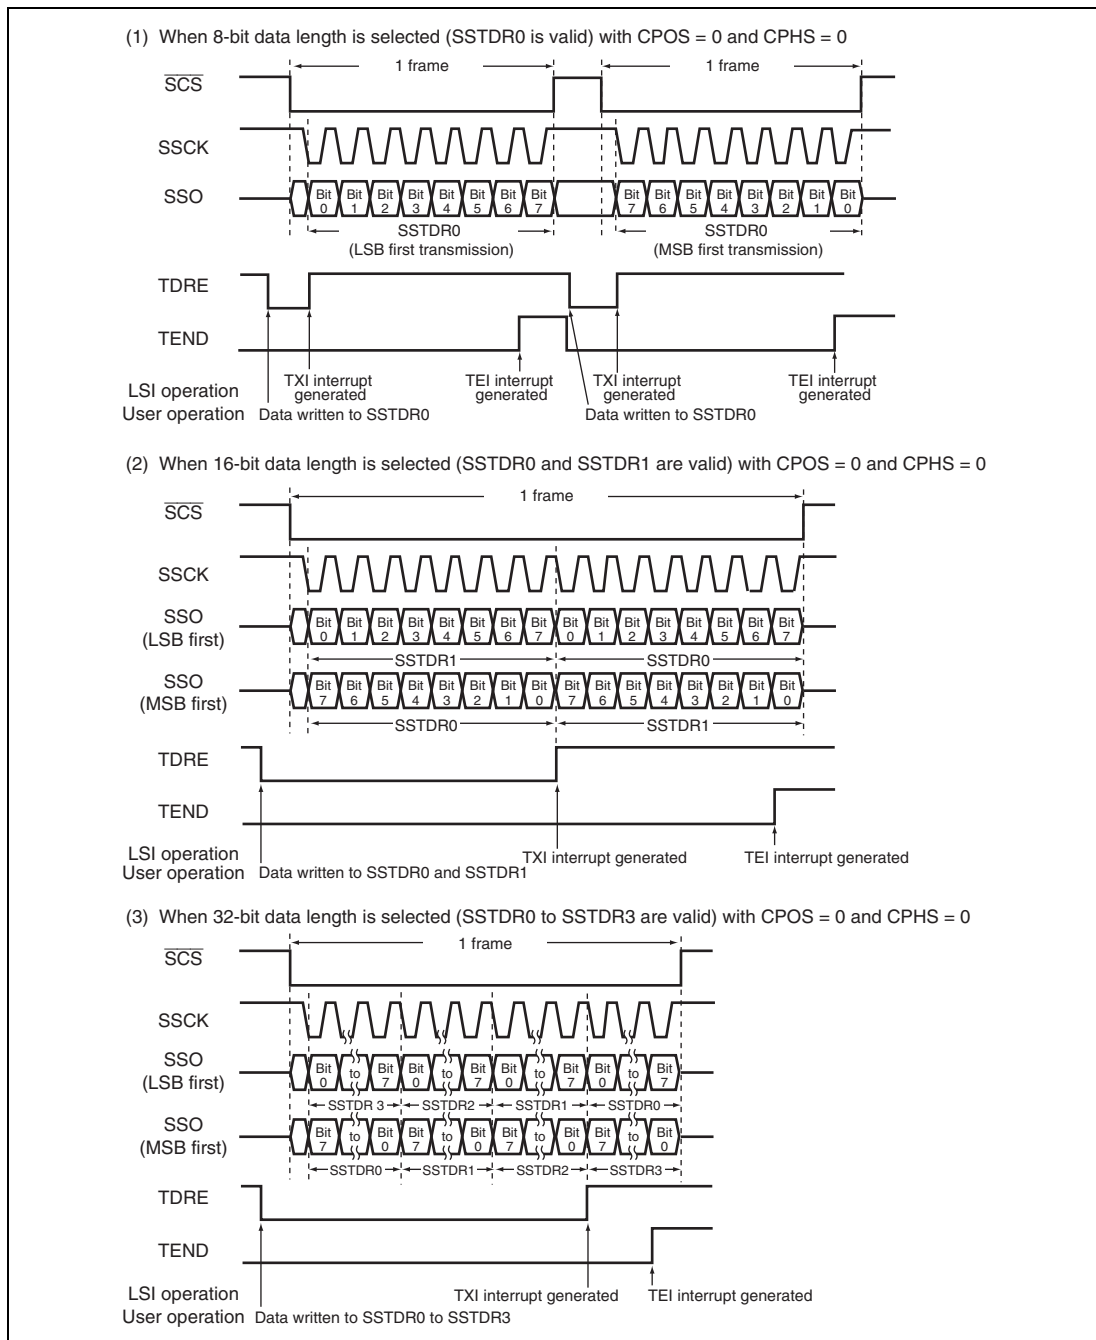 (1) When 8-bit data length is selected (SSTDR0 is valid) with CPOS = 0 and CPHS = 0
1 frame 1 frame
SCS
SSCK
SSO Bit 0 Bit 1 Bit 2 Bit 3 Bit 4 Bit 5 Bit 6 Bit 7 Bit 7 Bit 6 Bit 5 Bit 4 Bit 3 Bit 2 Bit 1 Bit 0
SSTDR0 SSTDR0
(LSB first transmission) (MSB first transmission)
TDRE
TEND
TXI interrupt TEI interrupt TXI interrupt TEI interrupt
LSI operation generated generated generated generated
User operation Data written to SSTDR0 Data written to SSTDR0
(2) When 16-bit data length is selected (SSTDR0 and SSTDR1 are valid) with CPOS = 0 and CPHS = 0
1 frame
SCS
SSCK
SSO Bit 0 Bit 1 Bit 2 Bit 3 Bit 4 Bit 5 Bit 6 Bit 7 Bit 0 Bit 1 Bit 2 Bit 3 Bit 4 Bit 5 Bit 6 Bit 7
(LSB first)
SSTDR1 SSTDR0
SSO Bit 7 Bit 6 Bit 5 Bit 4 Bit 3 Bit 2 Bit 1 Bit 0 Bit 7 Bit 6 Bit 5 Bit 4 Bit 3 Bit 2 Bit 1 Bit 0
(MSB first)
SSTDR0 SSTDR1
TDRE
TEND
LSI operation TXI interrupt generated TEI interrupt generated
User operation Data written to SSTDR0 and SSTDR1
(3) When 32-bit data length is selected (SSTDR0 to SSTDR3 are valid) with CPOS = 0 and CPHS = 0
1 frame
SCS
SSCK
SSO Bit 0 to Bit 7 Bit 0 to Bit 7 Bit 0 to Bit 7 Bit 0 to Bit 7
(LSB first)
SSTDR 3 SSTDR2 SSTDR1 SSTDR0
SSO Bit 7 to Bit 0 Bit 7 to Bit 0 Bit 7 to Bit 0 Bit 7 to Bit 0
(MSB first)
SSTDR0 SSTDR1 SSTDR2 SSTDR3
TDRE
TEND
LSI operation TXI interrupt generated TEI interrupt generated
User operation Data written to SSTDR0 to SSTDR3